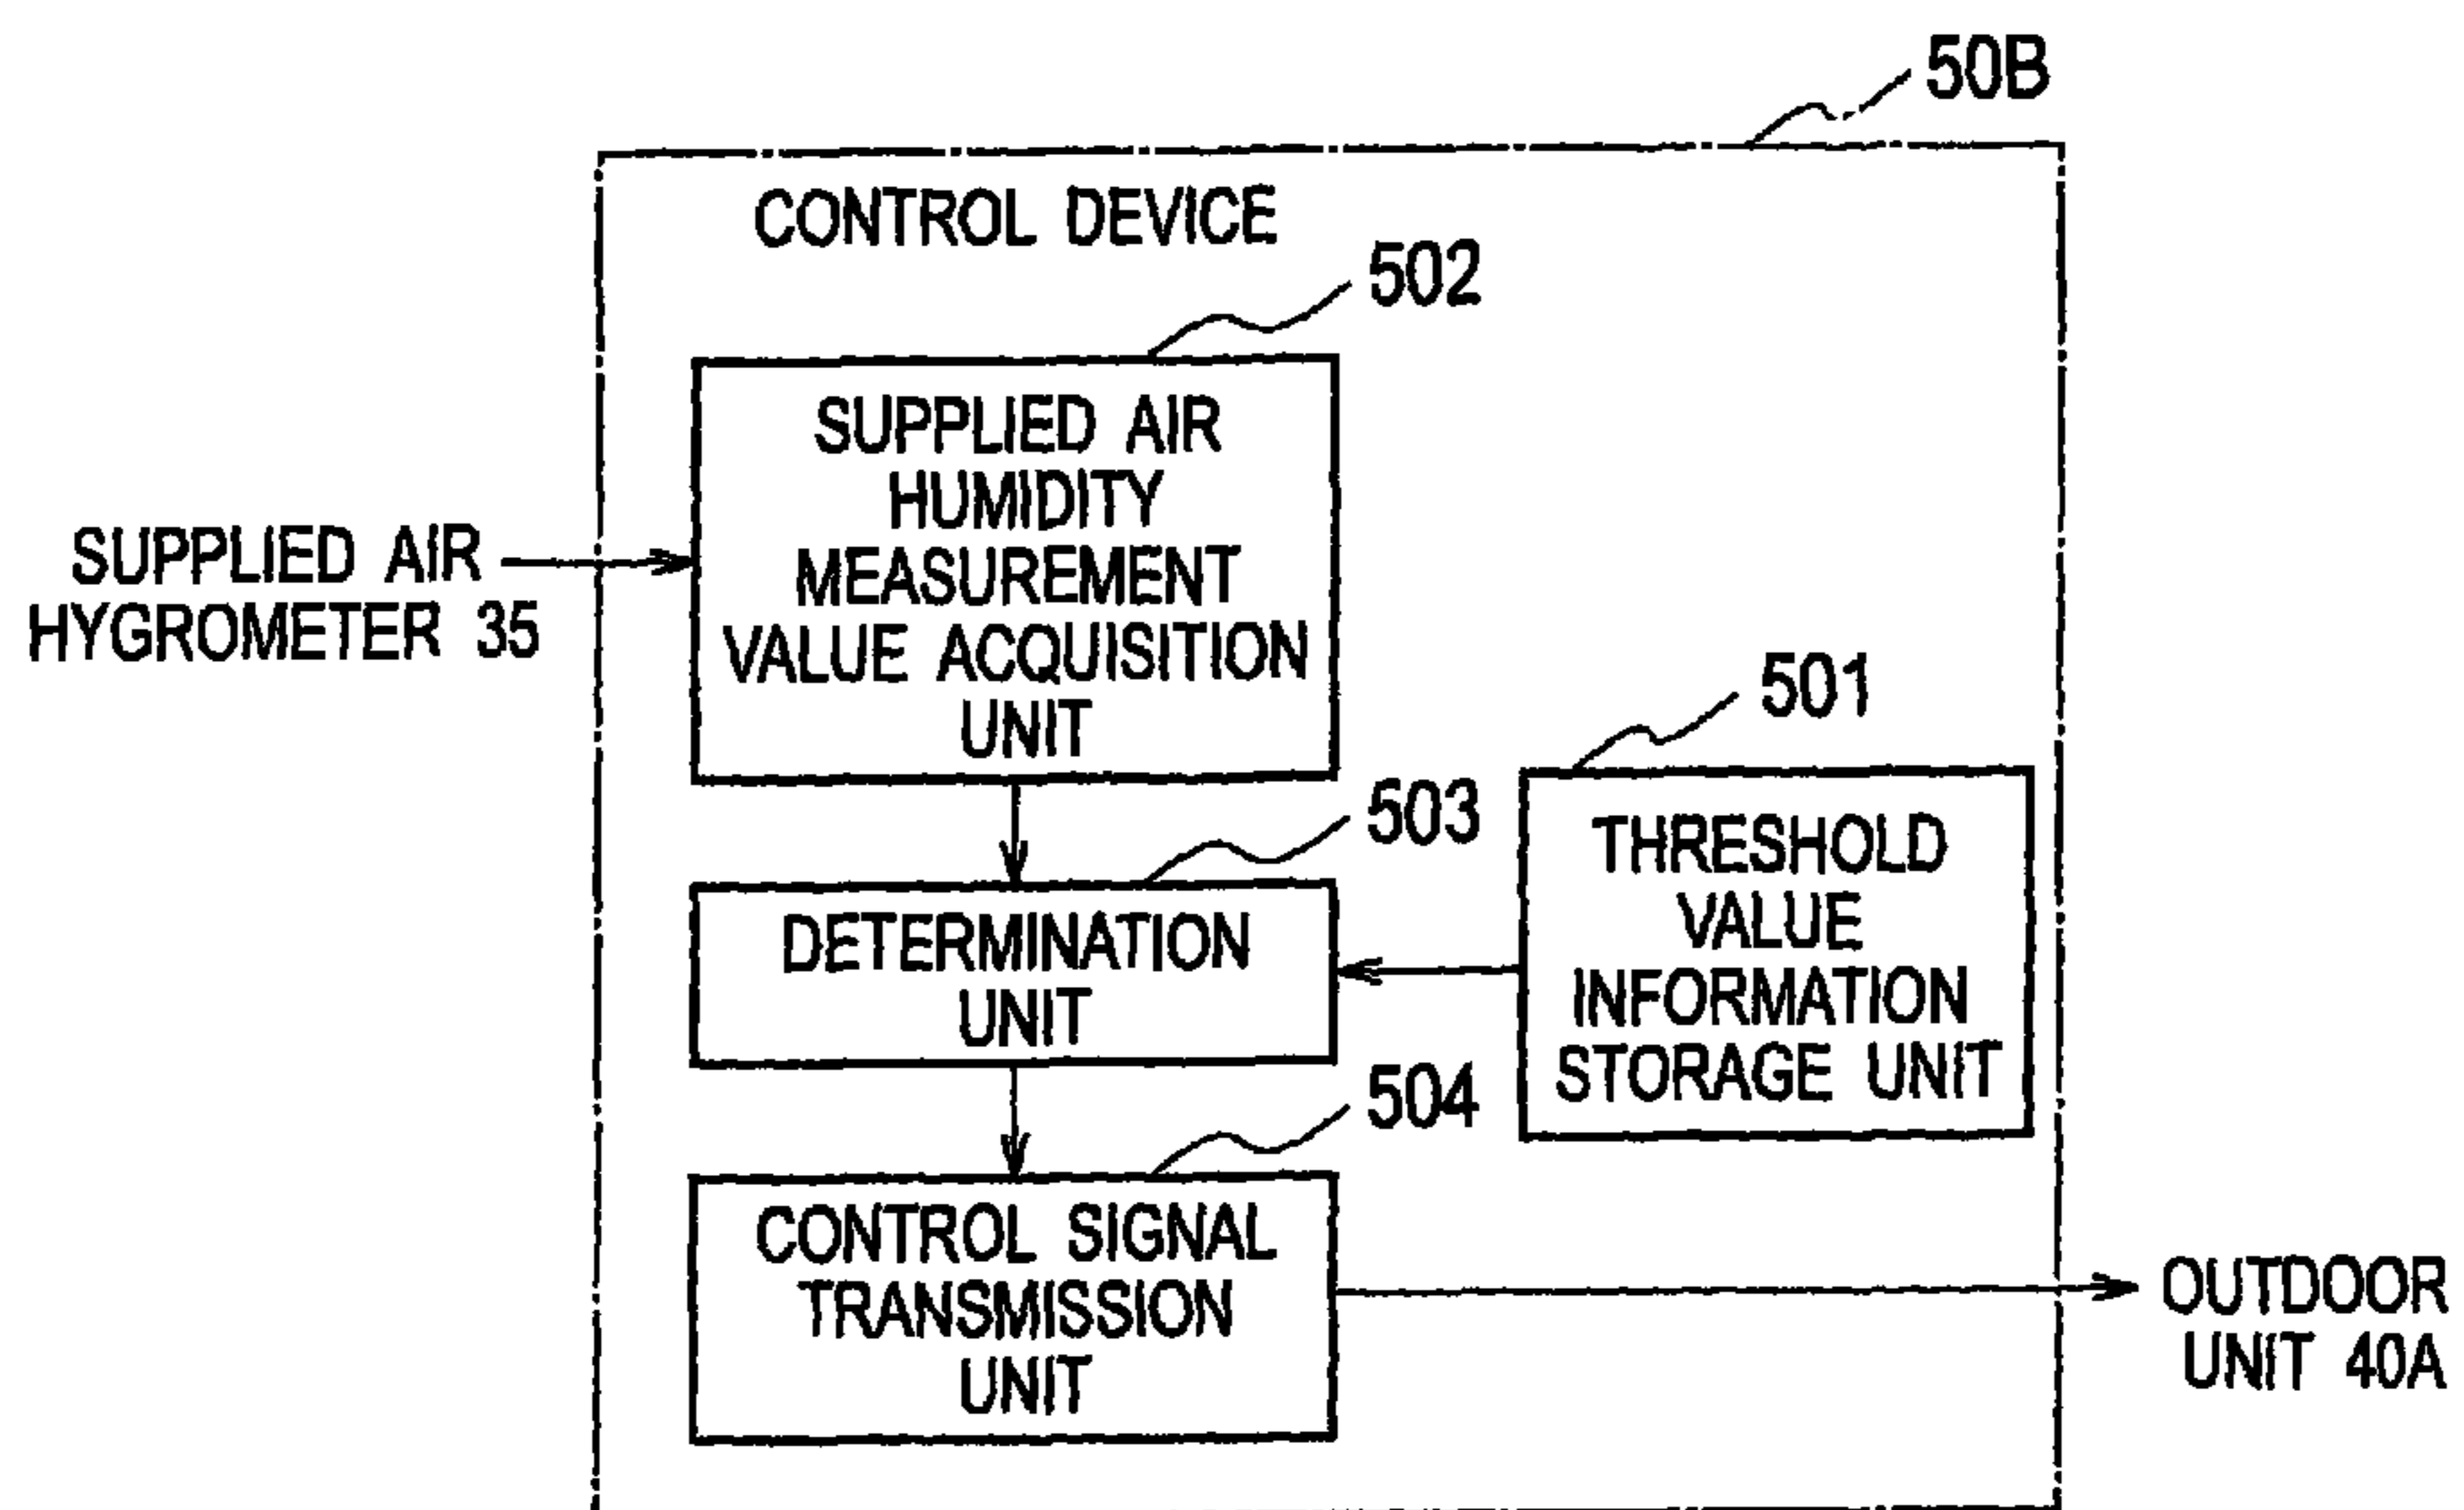 50B
CONTROL DEVICE
502
SUPPLIED AIR
HUMIDITY
MEASUREMENT
VALUE ACQUISITION
UNIT
SUPPLIED AIR
HYGROMETER 35
501
THRESHOLD
VALUE
INFORMATION
STORAGE UNIT
503
DETERMINATION
UNIT
504
CONTROL SIGNAL
TRANSMISSION
UNIT
OUTDOOR
UNIT 40A